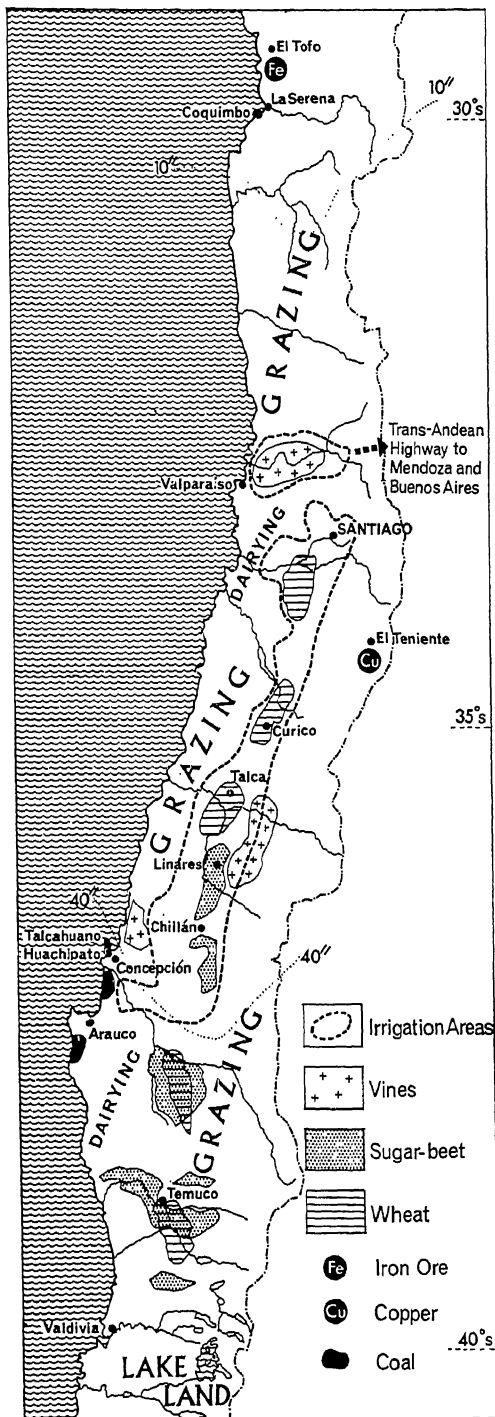 El Tofo
Fe
La Serena
Coquimbo
10"
30°s
10"
GRAZING
Trans-Andean
Highway to
Mendoza and
Buenos Aires
Valparaiso
DAIRYING
SANTIAGO
El Teniente
Cu
GRAZING
35°s
Curico
Talca
Linares
40"
Chillán
Talcahuano
Huachipato
Concepción
40"
Arauco
DAIRYING
GRAZING
Temuco
Valdivia
LAKE
LAND
40°s
Irrigation Areas
Vines
Sugar-beet
Wheat
Fe Iron Ore
Cu Copper
Coal